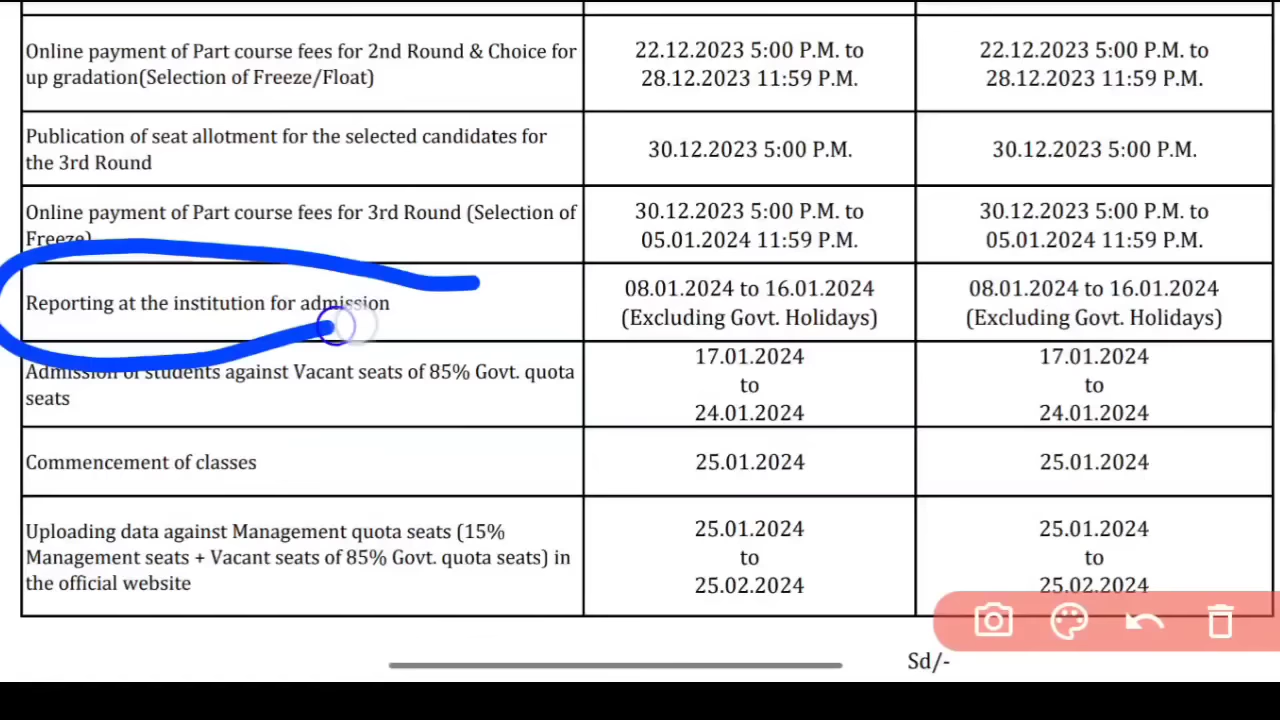 Online payment of Part course fees for 2nd Round & Choice for
up gradation(Selection of Freeze/Float)
22.12.2023 5:00 P.M. to
28.12.2023 11:59 P.M.
22.12.2023 5:00 P.M. to
28.12.2023 11:59 P.M.
Publication of seat allotment for the selected candidates for
the 3rd Round
30.12.2023 5:00 P.M.
30.12.2023 5:00 P.M.
Online payment of Part course fees for 3rd Round (Selection of
Freeze)
30.12.2023 5:00 P.M. to
05.01.2024 11:59 P.M.
30.12.2023 5:00 P.M. to
05.01.2024 11:59 P.M.
Reporting at the institution for admission
08.01.2024 to 16.01.2024
(Excluding Govt. Holidays)
08.01.2024 to 16.01.2024
(Excluding Govt. Holidays)
Admission of students against Vacant seats of 85% Govt. quota
seats
17.01.2024
to
24.01.2024
17.01.2024
to
24.01.2024
Commencement of classes
25.01.2024
25.01.2024
Uploading data against Management quota seats (15%
Management seats + Vacant seats of 85% Govt. quota seats) in
the official website
25.01.2024
to
25.02.2024
25.01.2024
to
25.02.2024
Sd/-